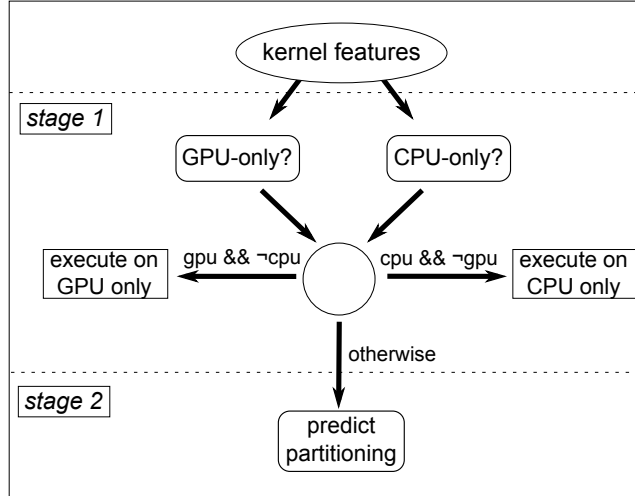 kernel features
stage 1
GPU-only?
CPU-only?
gpu && ¬cpu
cpu && ¬gpu
execute on
GPU only
execute on
CPU only
otherwise
stage 2
predict
partitioning